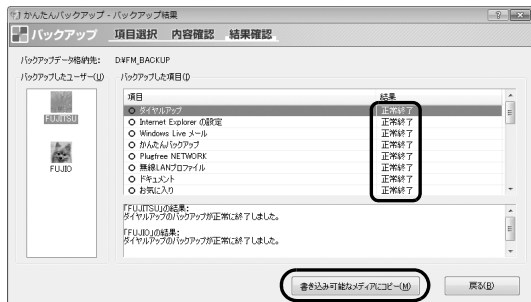 かんたんバックアップ - バックアップ結果
バックアップ 項目選択 内容確認 結果確認
バックアップデータ格納先: D:¥FM_BACKUP
バックアップしたユーザー(U) バックアップした項目(I)
FUJITSU
FUJIO
項目 結果
ダイヤルアップ 正常終了
Internet Explorer の設定 正常終了
Windows Live メール 正常終了
かんたんバックアップ 正常終了
Plugfree NETWORK 正常終了
無線LANプロファイル 正常終了
ドキュメント 正常終了
お気に入り 正常終了
「FUJITSU」の結果:
ダイヤルアップのバックアップが正常に終了しました。
「FUJIO」の結果:
ダイヤルアップのバックアップが正常に終了しました。
書き込み可能なメディアにコピー(M) 戻る(B)